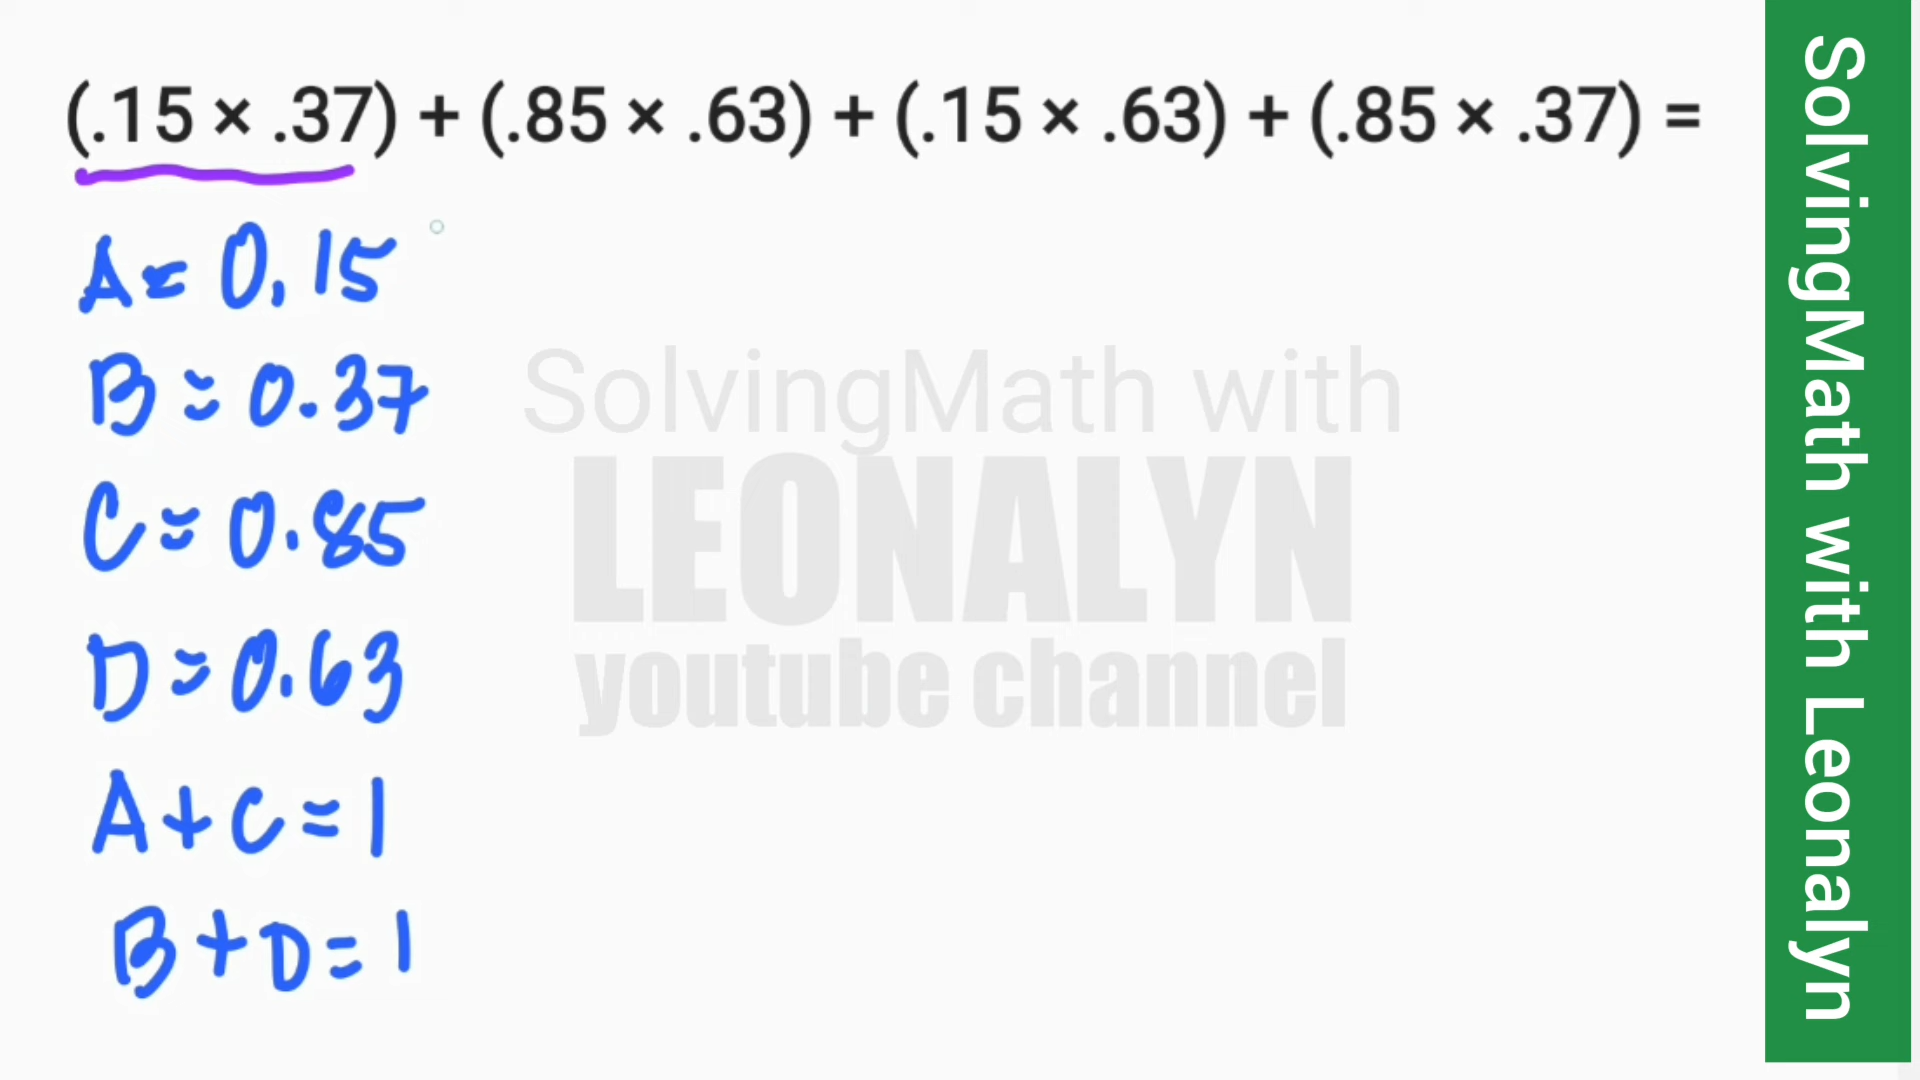 (.15 × .37) + (.85 × .63) + (.15 × .63) + (.85 × .37) =
A = 0.15
B = 0.37
C = 0.85
D = 0.63
A + C = 1
B + D = 1
SolvingMath with
LEONALYN
youtube channel
SolvingMath with Leonalyn